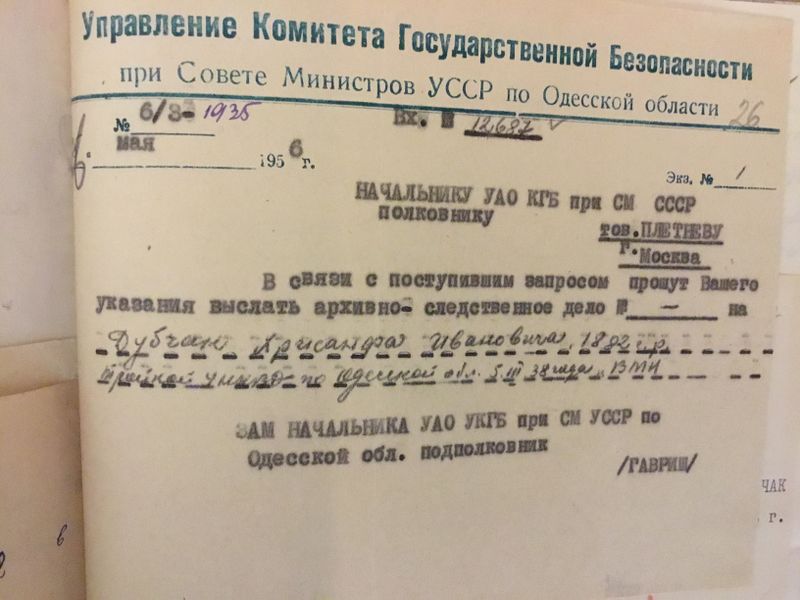 Управление Комитета Государственной Безопасности
при Совете Министров УССР по Одесской области
26
№ 6/3-1935
Вх. № 12687
мая 1956 г.
Экз. № 1
НАЧАЛЬНИКУ УАО КГБ при СМ СССР
полковнику
тов.ПЛЕТНЕВУ
г.Москва
В связи с поступившим запросом прошут Вашего
указания выслать архивно- следственное дело № - на
Дубчак Хрисанфа Ивановича, 1882 г.р.
Тройкой УНКВД по Одесской обл. 5 III 38 года, ВМН
ЗАМ НАЧАЛЬНИКА УАО УКГБ при СМ УССР по
Одесской обл. подполковник
/ГАВРИШ/
ЧАК
г.
в